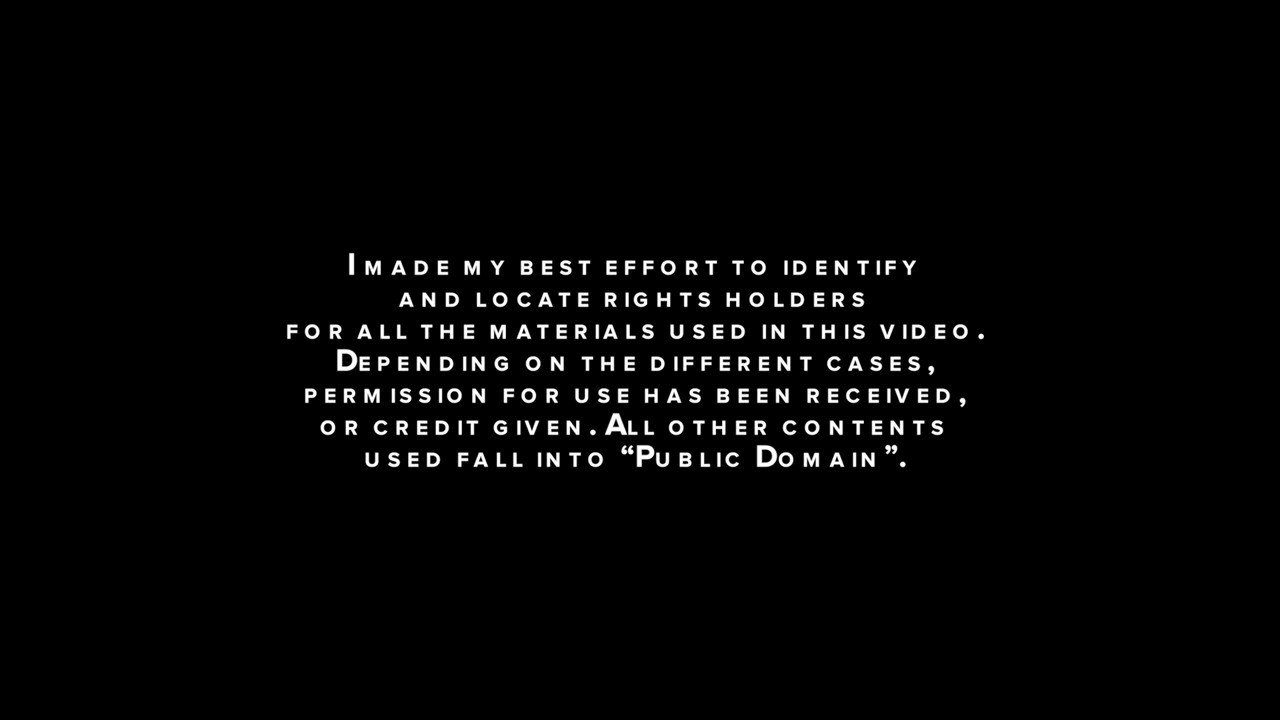 I made my best effort to identify
and locate rights holders
for all the materials used in this video.
Depending on the different cases,
permission for use has been received,
or credit given. All other contents
used fall into “Public Domain”.